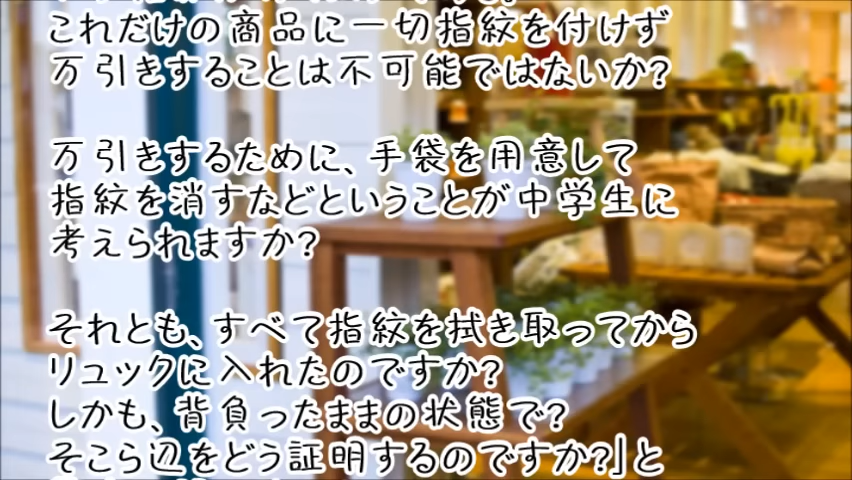 これだけの商品に一切指紋を付けず
万引きすることは不可能ではないか?
万引きするために、手袋を用意して
指紋を消すなどということが中学生に
考えられますか?
それとも、すべて指紋を拭き取ってから
リュックに入れたのですか?
しかも、背負ったままの状態で?
そこら辺をどう証明するのですか?」と